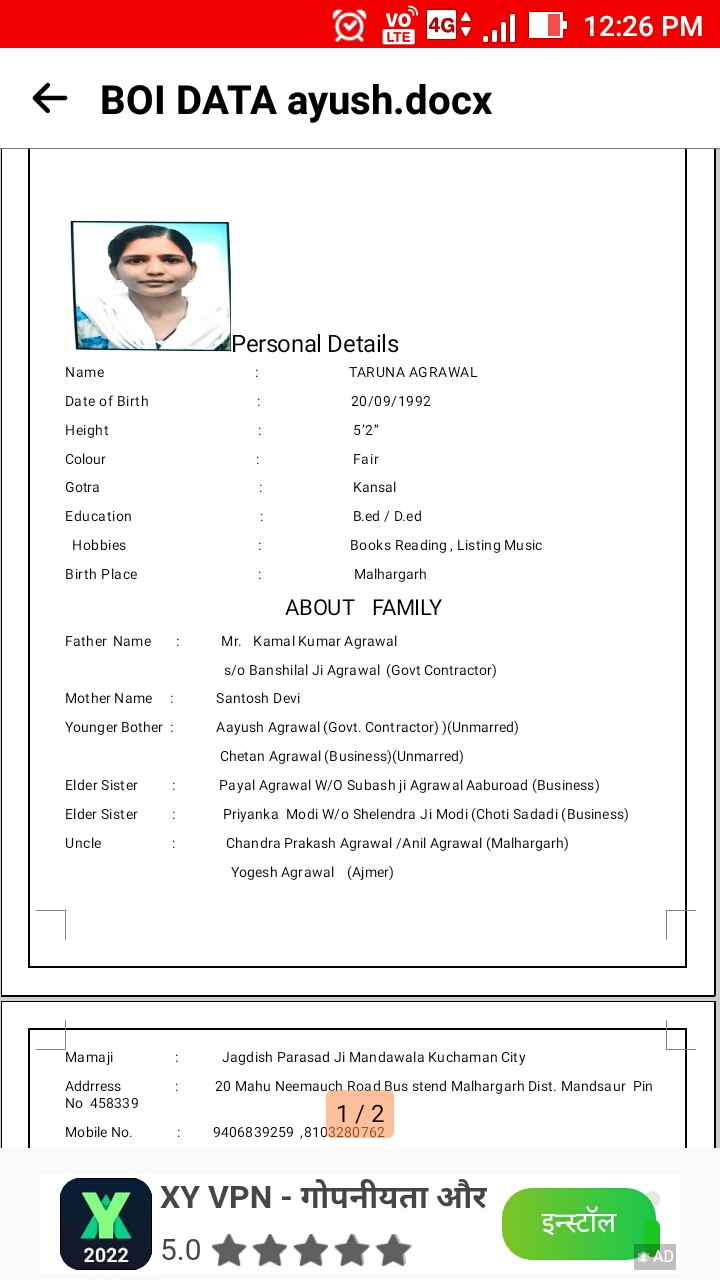 VO LTE 4G 12:26 PM
BOI DATA ayush.docx
Personal Details
Name : TARUNA AGRAWAL
Date of Birth : 20/09/1992
Height : 5’2”
Colour : Fair
Gotra : Kansal
Education : B.ed / D.ed
Hobbies : Books Reading , Listing Music
Birth Place : Malhargarh
ABOUT FAMILY
Father Name : Mr. Kamal Kumar Agrawal
s/o Banshilal Ji Agrawal (Govt Contractor)
Mother Name : Santosh Devi
Younger Bother : Aayush Agrawal (Govt. Contractor) )(Unmarred)
Chetan Agrawal (Business)(Unmarred)
Elder Sister : Payal Agrawal W/O Subash ji Agrawal Aaburoad (Business)
Elder Sister : Priyanka Modi W/o Shelendra Ji Modi (Choti Sadadi (Business)
Uncle : Chandra Prakash Agrawal /Anil Agrawal (Malhargarh)
Yogesh Agrawal (Ajmer)
Mamaji : Jagdish Parasad Ji Mandawala Kuchaman City
Addrress : 20 Mahu Neemauch Road Bus stend Malhargarh Dist. Mandsaur Pin
No 458339
1 / 2
Mobile No. : 9406839259 ,8103280762
XY VPN - गोपनीयता और
2022
5.0
इन्स्टॉल
AD